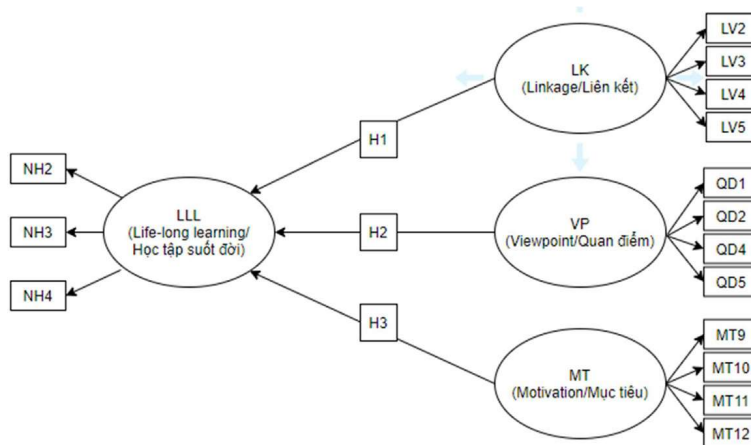 LK
(Linkage/Liên kết)
LV2
LV3
LV4
LV5
H1
NH2
NH3
NH4
LLL
(Life-long learning/
Học tập suốt đời)
H2
VP
(Viewpoint/Quan điểm)
QD1
QD2
QD4
QD5
H3
MT
(Motivation/Mục tiêu)
MT9
MT10
MT11
MT12